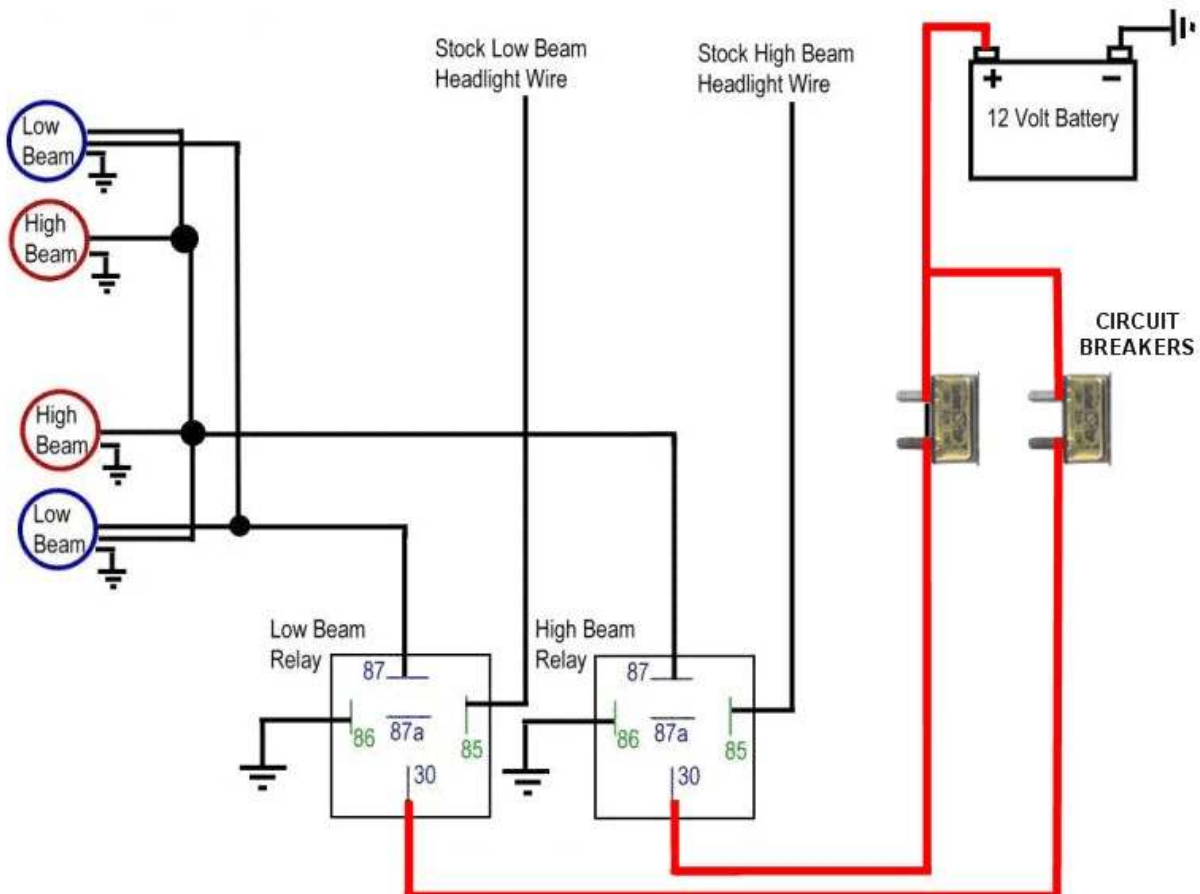 Stock Low Beam
Headlight Wire
Stock High Beam
Headlight Wire
+
−
12 Volt Battery
Low
Beam
High
Beam
CIRCUIT
BREAKERS
High
Beam
Low
Beam
Low Beam
Relay
87
86
87a
85
30
High Beam
Relay
87
86
87a
85
30